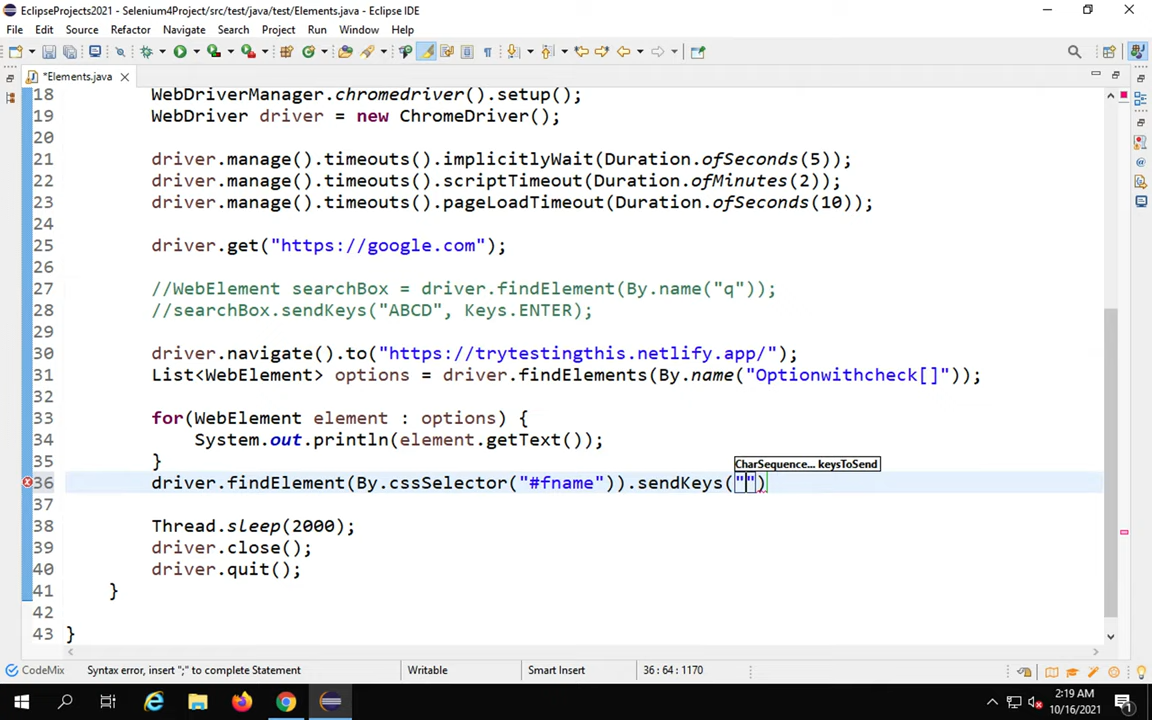 EclipseProjects2021 - Selenium4Project/src/test/java/test/Elements.java - Eclipse IDE
File Edit Source Refactor Navigate Search Project Run Window Help
*Elements.java
18 WebDriverManager.chromedriver().setup();
19 WebDriver driver = new ChromeDriver();
20
21 driver.manage().timeouts().implicitlyWait(Duration.ofSeconds(5));
22 driver.manage().timeouts().scriptTimeout(Duration.ofMinutes(2));
23 driver.manage().timeouts().pageLoadTimeout(Duration.ofSeconds(10));
24
25 driver.get("https://google.com");
26
27 //WebElement searchBox = driver.findElement(By.name("q"));
28 //searchBox.sendKeys("ABCD", Keys.ENTER);
29
30 driver.navigate().to("https://trytestingthis.netlify.app/");
31 List<WebElement> options = driver.findElements(By.name("Optionwithcheck[]"));
32
33 for(WebElement element : options) {
34 System.out.println(element.getText());
35 }
CharSequence... keysToSend
36 driver.findElement(By.cssSelector("#fname")).sendKeys("")
37
38 Thread.sleep(2000);
39 driver.close();
40 driver.quit();
41 }
42
43 }
CodeMix Syntax error, insert ";" to complete Statement Writable Smart Insert 36 : 64 : 1170
2:19 AM
10/16/2021
1